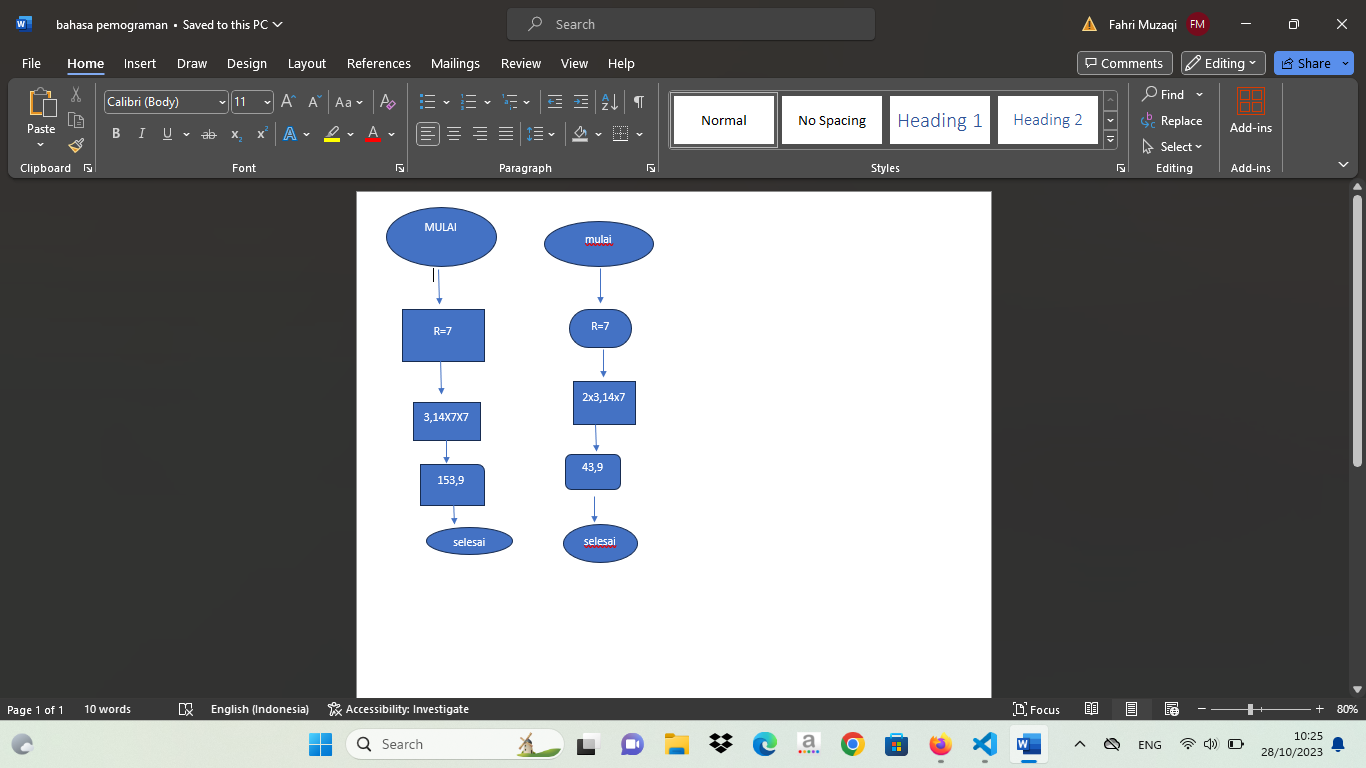 bahasa pemograman • Saved to this PC
Search
Fahri Muzaqi
FM
File
Home
Insert
Draw
Design
Layout
References
Mailings
Review
View
Help
Comments
Editing
Share
Paste
Clipboard
Calibri (Body)
11
Aa
B I U ab x₂ x² A A
Font
Paragraph
Normal
No Spacing
Heading 1
Heading 2
Styles
Find
Replace
Select
Editing
Add-ins
Add-ins
MULAI
R=7
3,14X7X7
153,9
selesai
mulai
R=7
2x3,14x7
43,9
selesai
Page 1 of 1
10 words
English (Indonesia)
Accessibility: Investigate
Focus
80%
Search
ENG
10:25
28/10/2023